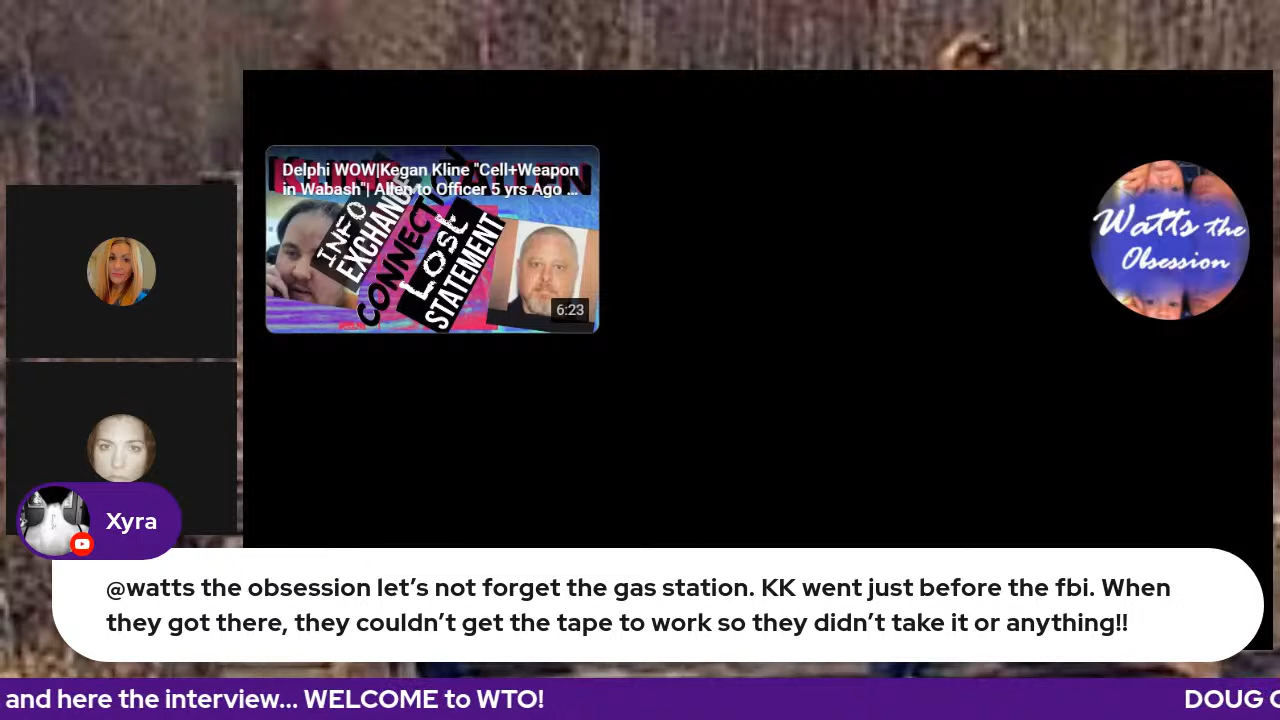 Delphi WOW|Kegan Kline "Cell+Weapon
in Wabash"| Allen to Officer 5 yrs Ago ...
INFO
EXCHANGE
CONNECTION
LOST
STATEMENT
6:23
Watts the
Obsession
Xyra
@watts the obsession let’s not forget the gas station. KK went just before the fbi. When
they got there, they couldn’t get the tape to work so they didn’t take it or anything!!
and here the interview... WELCOME to WTO!
DOUG